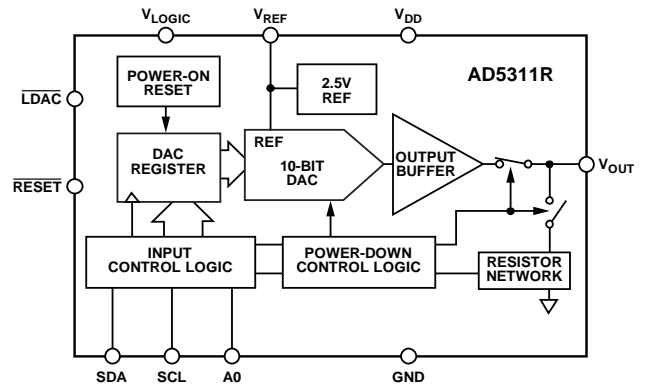 VLOGIC
VREF
VDD
AD5311R
POWER-ON
RESET
2.5V
REF
LDAC
DAC
REGISTER
REF
10-BIT
DAC
OUTPUT
BUFFER
VOUT
RESET
INPUT
CONTROL LOGIC
POWER-DOWN
CONTROL LOGIC
RESISTOR
NETWORK
SDA
SCL
A0
GND